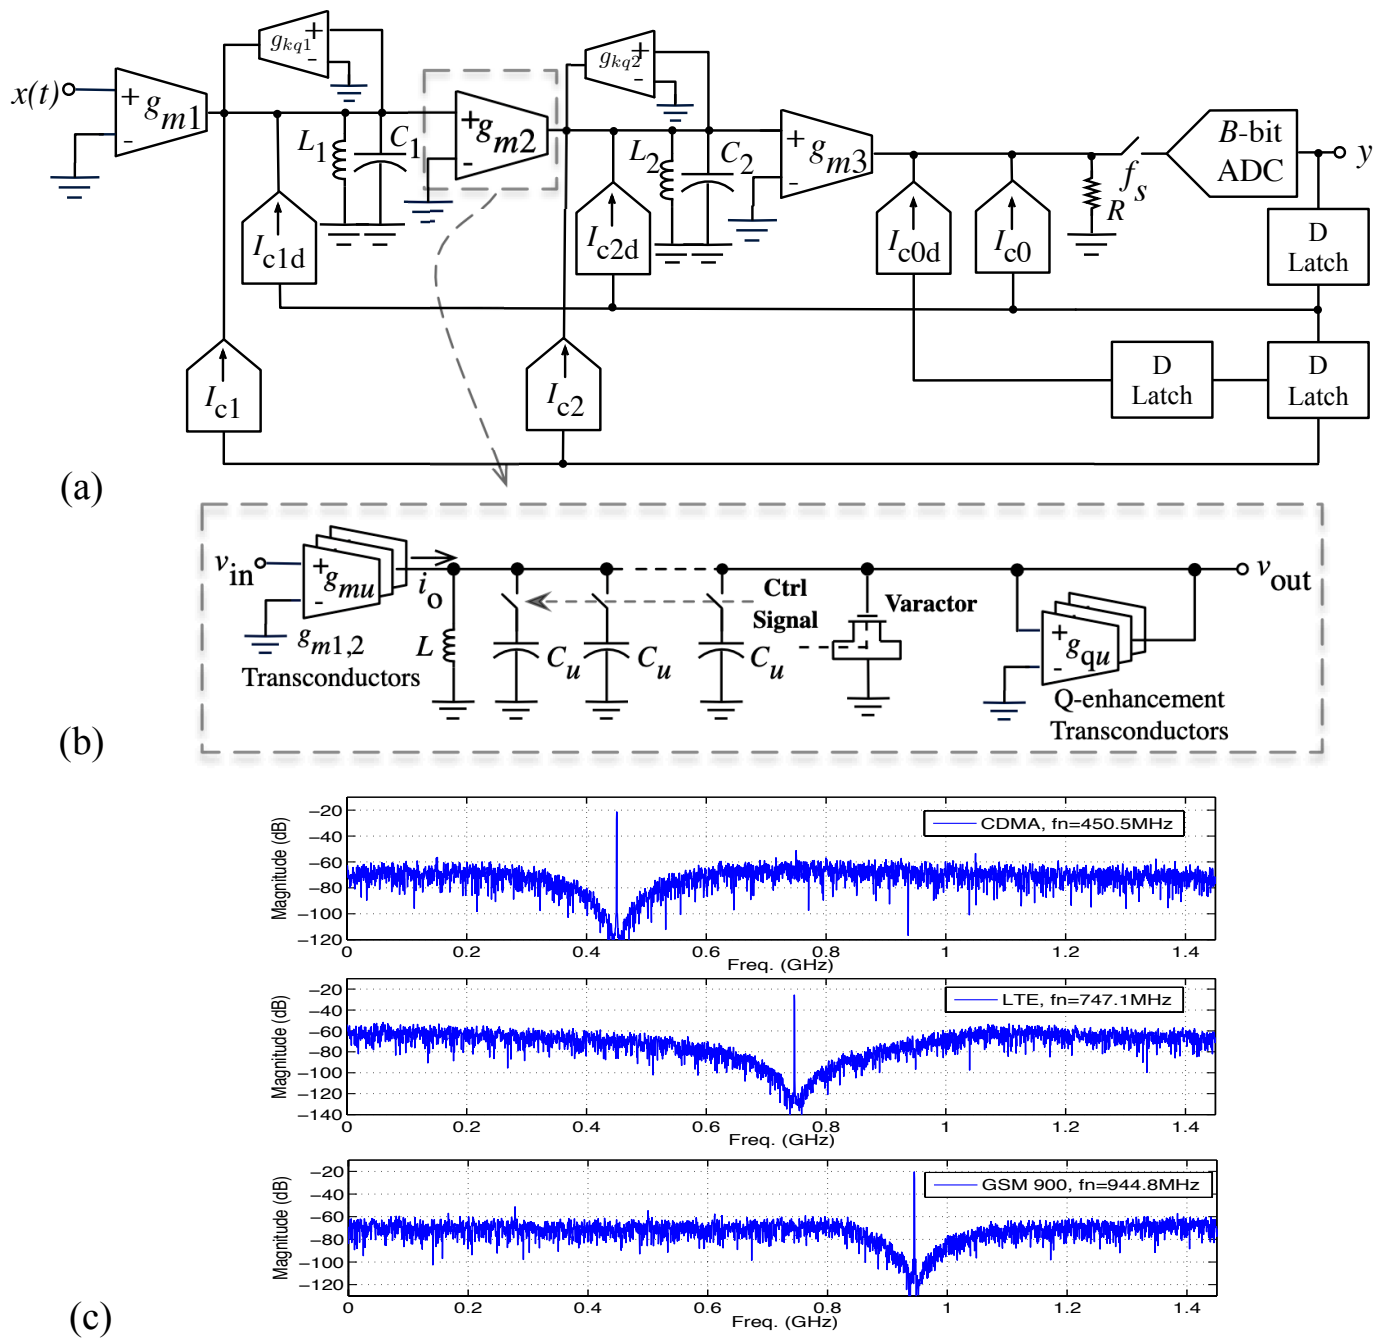 g_kq1
+
-
x(t)
+
g_m1
-
L_1
C_1
+
g_m2
-
g_kq2
+
-
L_2
C_2
+
g_m3
-
I_c1d
I_c2d
I_c0d
I_c0
R
f_s
B-bit
ADC
y
D
Latch
D
Latch
D
Latch
I_c1
I_c2
(a)
v_in
+
g_mu
-
i_o
g_m1,2
Transconductors
L
C_u
C_u
C_u
Ctrl
Signal
Varactor
+
g_qu
-
v_out
Q-enhancement
Transconductors
(b)
Magnitude (dB)
−20
−40
−60
−80
−100
−120
CDMA, fn=450.5MHz
0 0.2 0.4 0.6 0.8 1 1.2 1.4
Freq. (GHz)
Magnitude (dB)
−20
−40
−60
−80
−100
−120
−140
LTE, fn=747.1MHz
0 0.2 0.4 0.6 0.8 1 1.2 1.4
Freq. (GHz)
Magnitude (dB)
−20
−40
−60
−80
−100
−120
GSM 900, fn=944.8MHz
0 0.2 0.4 0.6 0.8 1 1.2 1.4
Freq. (GHz)
(c)